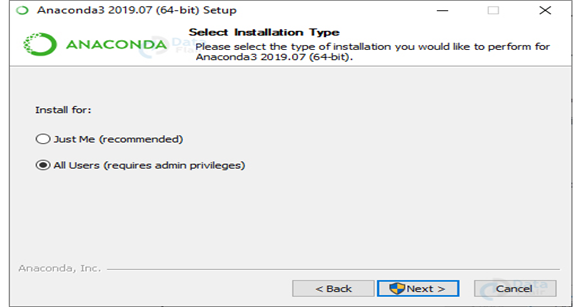 Anaconda3 2019.07 (64-bit) Setup
ANACONDA
Select Installation Type
Please select the type of installation you would like to perform for
Anaconda3 2019.07 (64-bit).
Install for:
Just Me (recommended)
All Users (requires admin privileges)
Anaconda, Inc.
< Back
Next >
Cancel